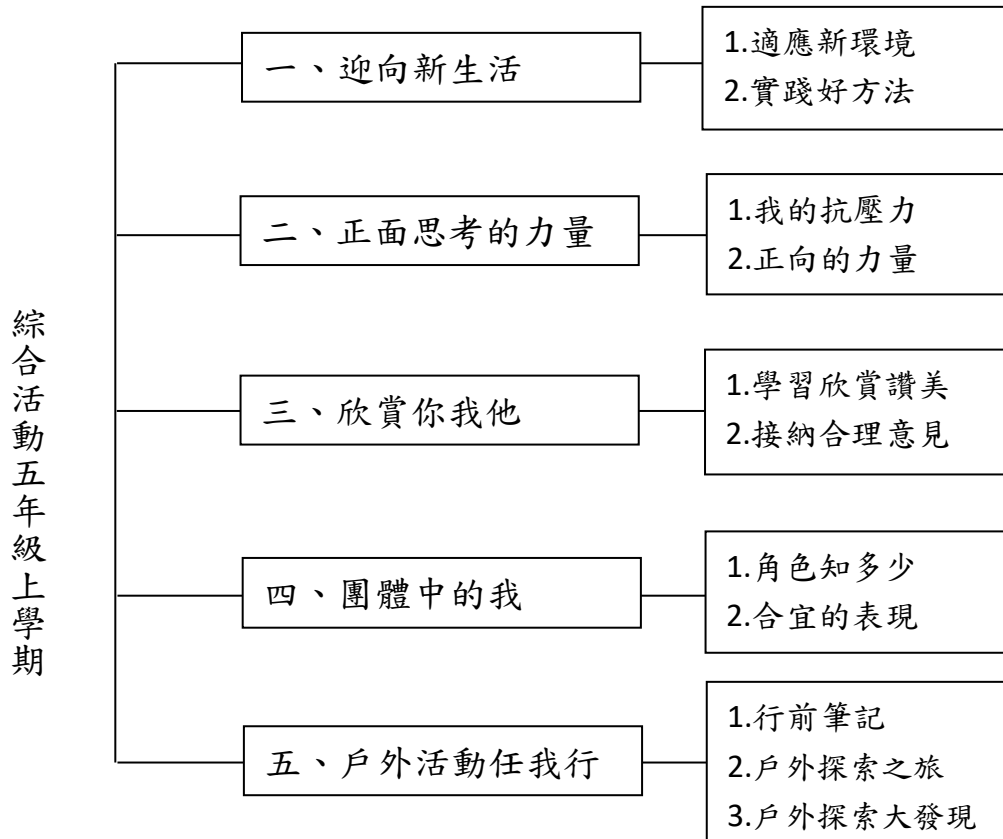 綜合活動五年級上學期
一、迎向新生活
1.適應新環境
2.實踐好方法
二、正面思考的力量
1.我的抗壓力
2.正向的力量
三、欣賞你我他
1.學習欣賞讚美
2.接納合理意見
四、團體中的我
1.角色知多少
2.合宜的表現
五、戶外活動任我行
1.行前筆記
2.戶外探索之旅
3.戶外探索大發現